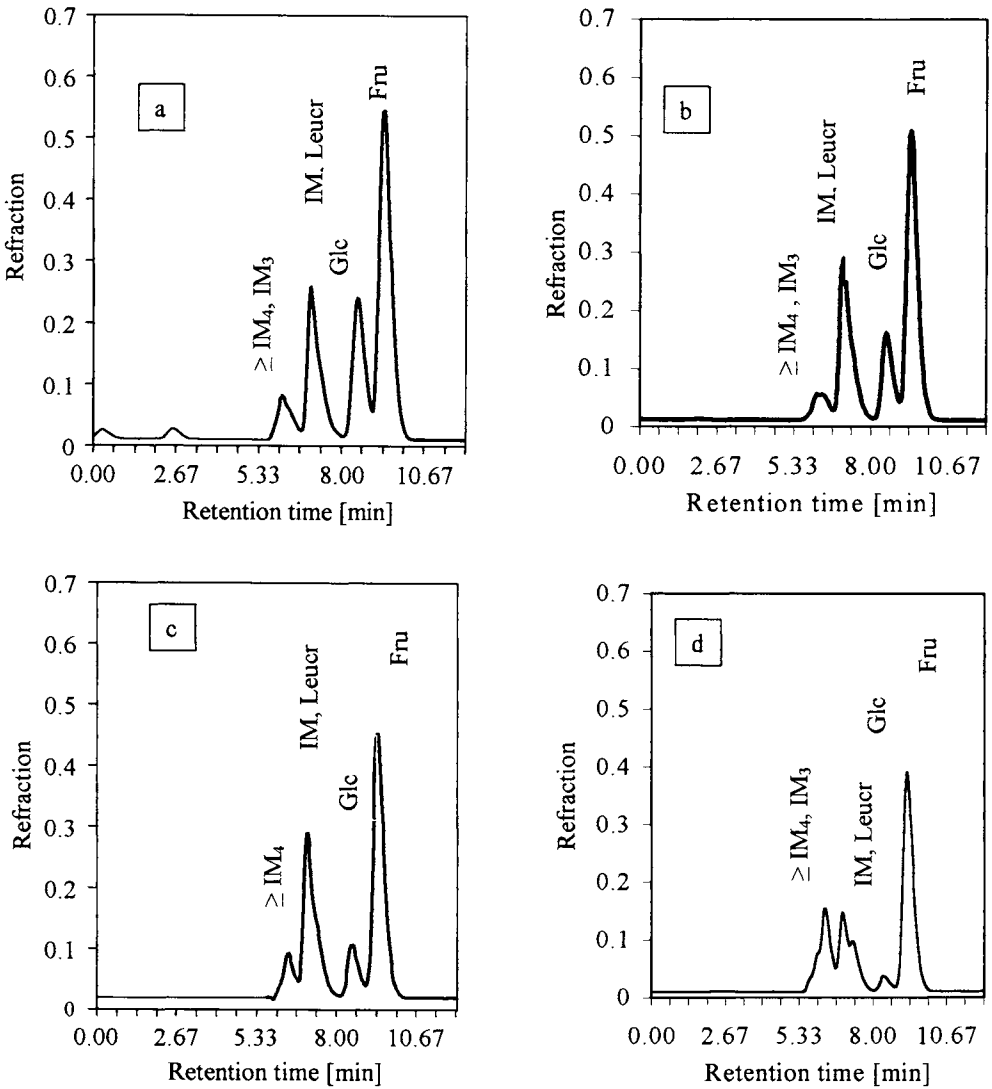 0.7
0.6
0.5
0.4
0.3
0.2
0.1
0
Refraction
a
≥ IM₄, IM₃
IM. Leucr
Glc
Fru
0.00 2.67 5.33 8.00 10.67
Retention time [min]
0.7
0.6
0.5
0.4
0.3
0.2
0.1
0
Refraction
b
≥ IM₄ , IM₃
IM. Leucr
Glc
Fru
0.00 2.67 5.33 8.00 10.67
Retention time [min]
0.7
0.6
0.5
0.4
0.3
0.2
0.1
0
Refraction
c
≥ IM₄
IM, Leucr
Glc
Fru
0.00 2.67 5.33 8.00 10.67
Retention time [min]
0.7
0.6
0.5
0.4
0.3
0.2
0.1
0
Refraction
d
≥ IM₄, IM₃
IM, Leucr
Glc
Fru
0.00 2.67 5.33 8.00 10.67
Retention time [min]